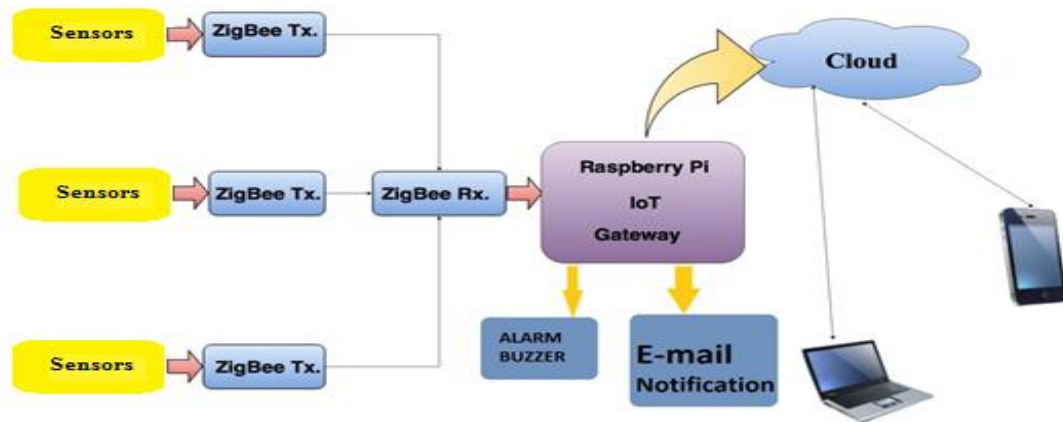 Sensors
ZigBee Tx.
Cloud
Sensors
ZigBee Tx.
ZigBee Rx.
Raspberry Pi
IoT
Gateway
Sensors
ZigBee Tx.
ALARM
BUZZER
E-mail
Notification